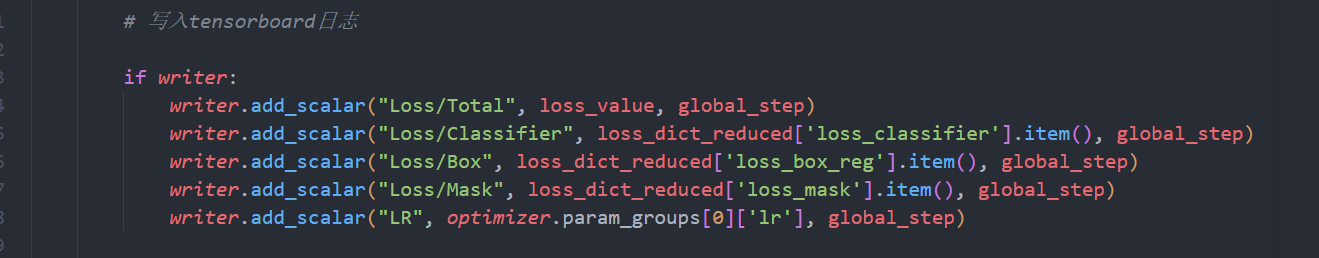 # 写入tensorboard日志
if writer:
writer.add_scalar("Loss/Total", loss_value, global_step)
writer.add_scalar("Loss/Classifier", loss_dict_reduced['loss_classifier'].item(), global_step)
writer.add_scalar("Loss/Box", loss_dict_reduced['loss_box_reg'].item(), global_step)
writer.add_scalar("Loss/Mask", loss_dict_reduced['loss_mask'].item(), global_step)
writer.add_scalar("LR", optimizer.param_groups[0]['lr'], global_step)